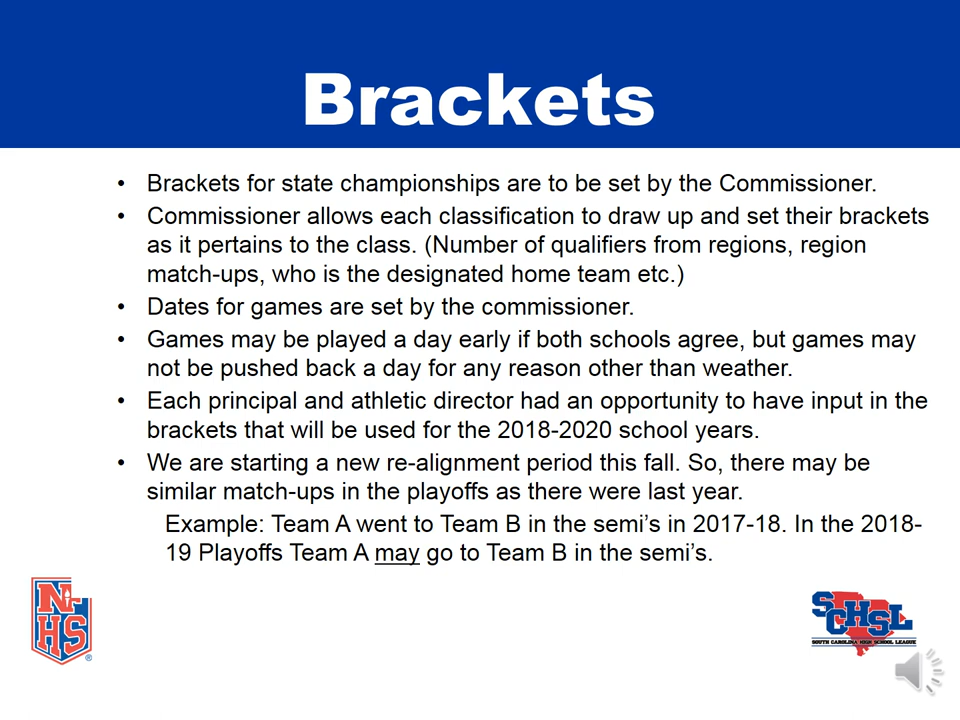 Brackets
• Brackets for state championships are to be set by the Commissioner.
• Commissioner allows each classification to draw up and set their brackets
as it pertains to the class. (Number of qualifiers from regions, region
match-ups, who is the designated home team etc.)
• Dates for games are set by the commissioner.
• Games may be played a day early if both schools agree, but games may
not be pushed back a day for any reason other than weather.
• Each principal and athletic director had an opportunity to have input in the
brackets that will be used for the 2018-2020 school years.
• We are starting a new re-alignment period this fall. So, there may be
similar match-ups in the playoffs as there were last year.
Example: Team A went to Team B in the semi’s in 2017-18. In the 2018-
19 Playoffs Team A may go to Team B in the semi’s.
NFHS®
SCHSL
SOUTH CAROLINA HIGH SCHOOL LEAGUE